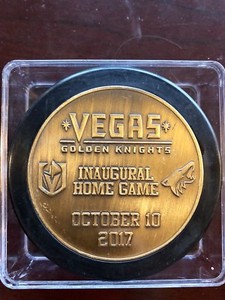 VEGAS
GOLDEN KNIGHTS
INAUGURAL
HOME GAME
OCTOBER 10
2017